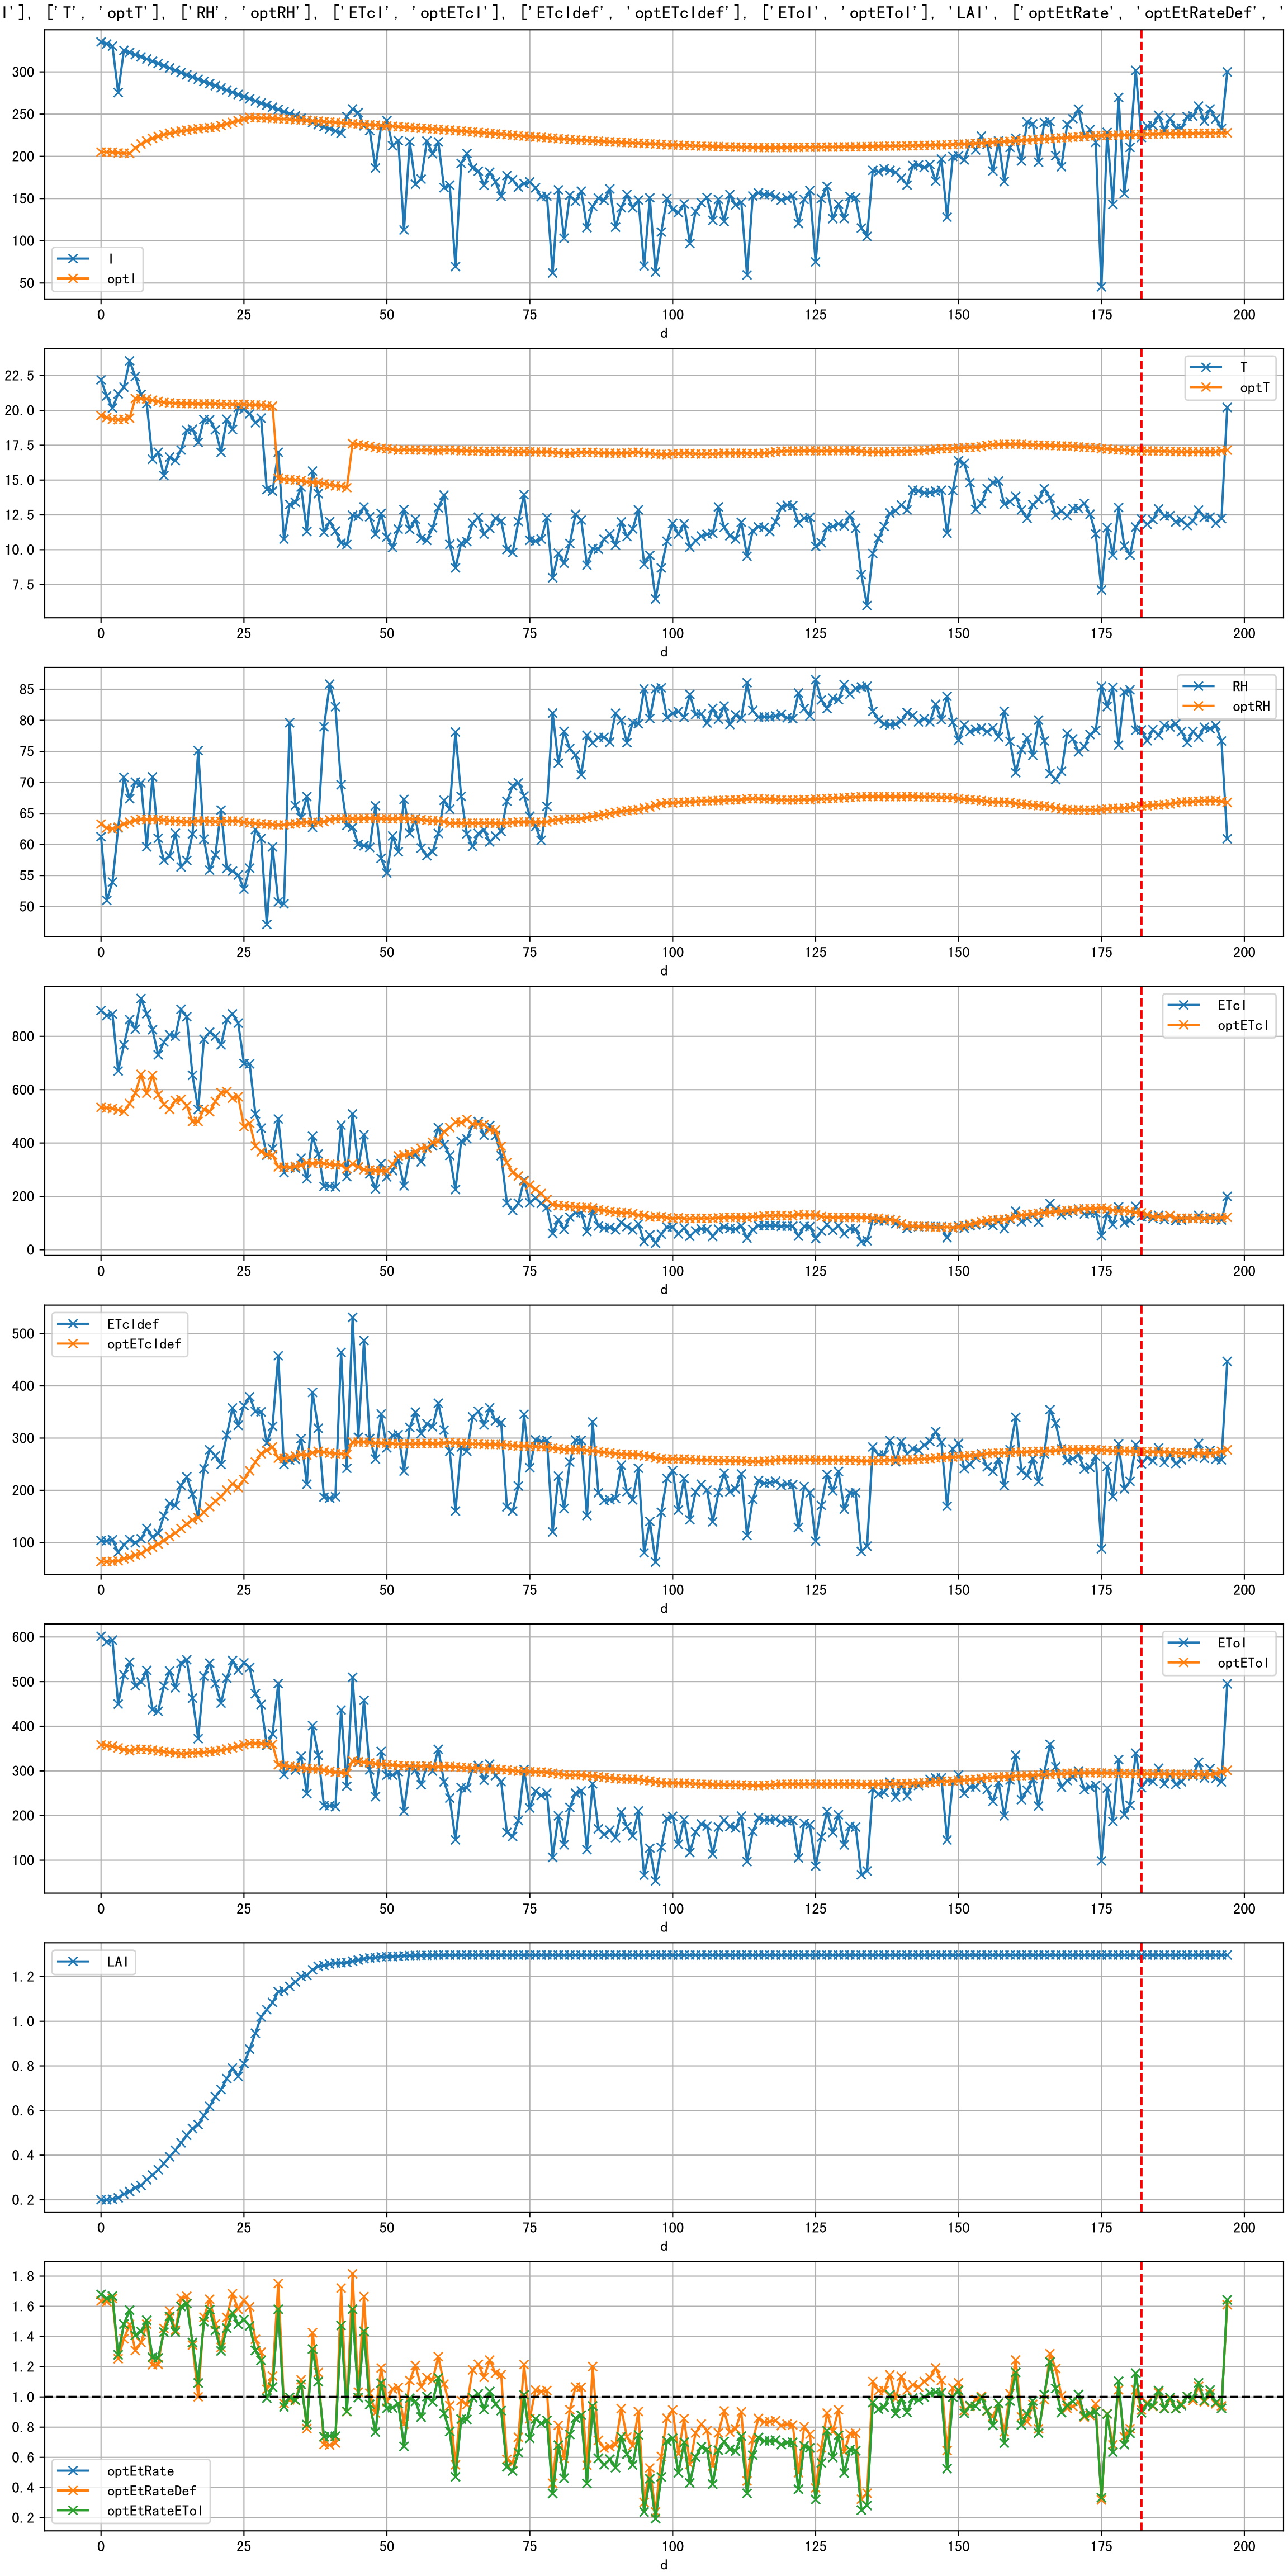 I'], ['T', 'optT'], ['RH', 'optRH'], ['ETcI', 'optETcI'], ['ETcIdef', 'optETcIdef'], ['EToI', 'optEToI'], 'LAI', ['optEtRate', 'optEtRateDef', '
300
250
200
150
100
50
I
optI
0 25 50 75 100 125 150 175 200
d
22.5
20.0
17.5
15.0
12.5
10.0
7.5
T
optT
0 25 50 75 100 125 150 175 200
d
85
80
75
70
65
60
55
50
RH
optRH
0 25 50 75 100 125 150 175 200
d
800
600
400
200
0
ETcI
optETcI
0 25 50 75 100 125 150 175 200
d
500
400
300
200
100
ETcIdef
optETcIdef
0 25 50 75 100 125 150 175 200
d
600
500
400
300
200
100
EToI
optEToI
0 25 50 75 100 125 150 175 200
d
1.2
1.0
0.8
0.6
0.4
0.2
LAI
0 25 50 75 100 125 150 175 200
d
1.8
1.6
1.4
1.2
1.0
0.8
0.6
0.4
0.2
optEtRate
optEtRateDef
optEtRateEToI
0 25 50 75 100 125 150 175 200
d